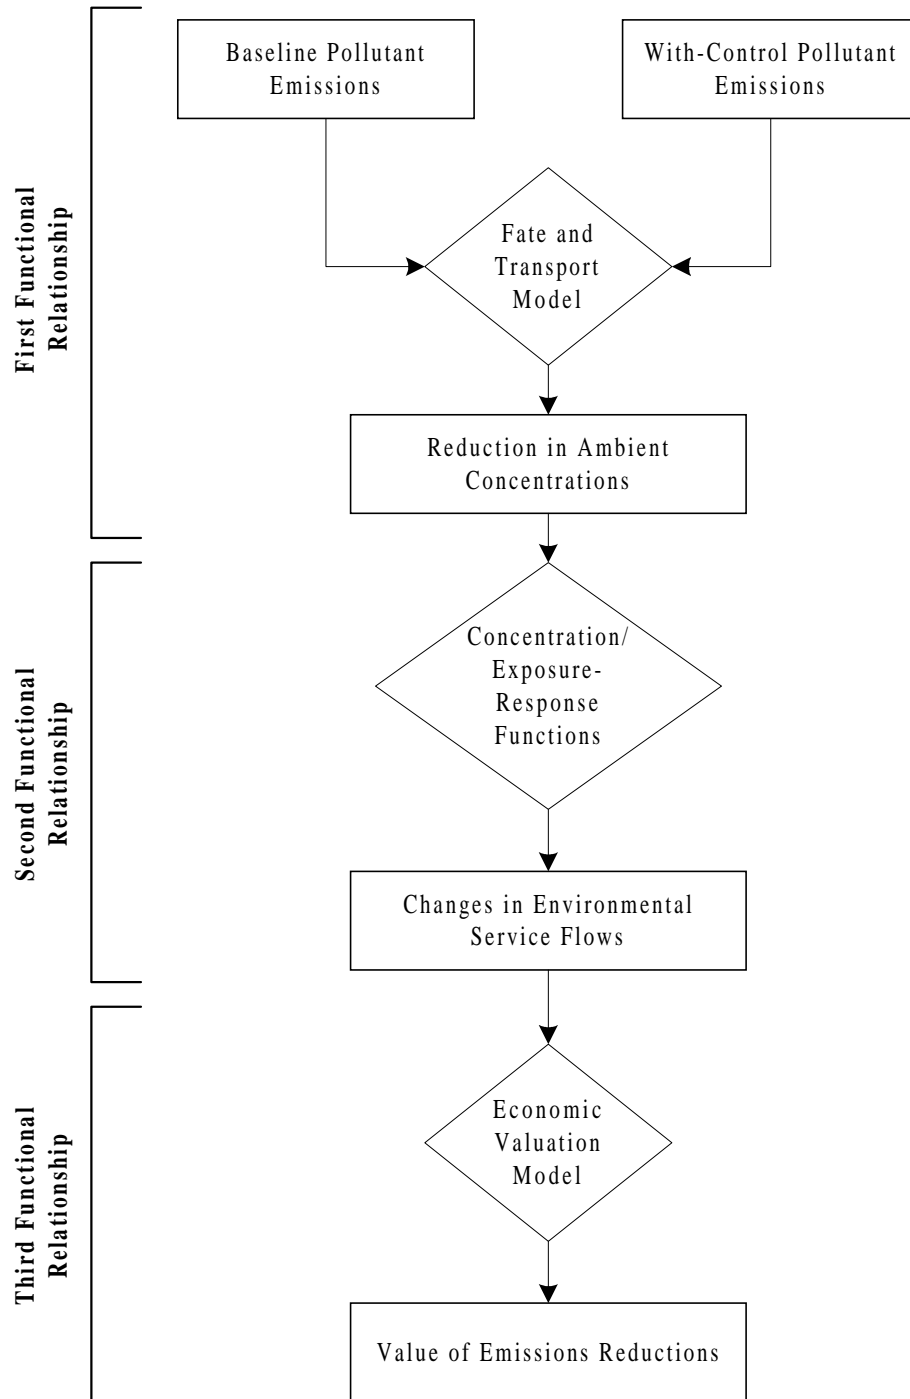 First Functional
Relationship
Baseline Pollutant
Emissions
With-Control Pollutant
Emissions
Fate and
Transport
Model
Reduction in Ambient
Concentrations
Second Functional
Relationship
Concentration/
Exposure-
Response
Functions
Changes in Environmental
Service Flows
Third Functional
Relationship
Economic
Valuation
Model
Value of Emissions Reductions